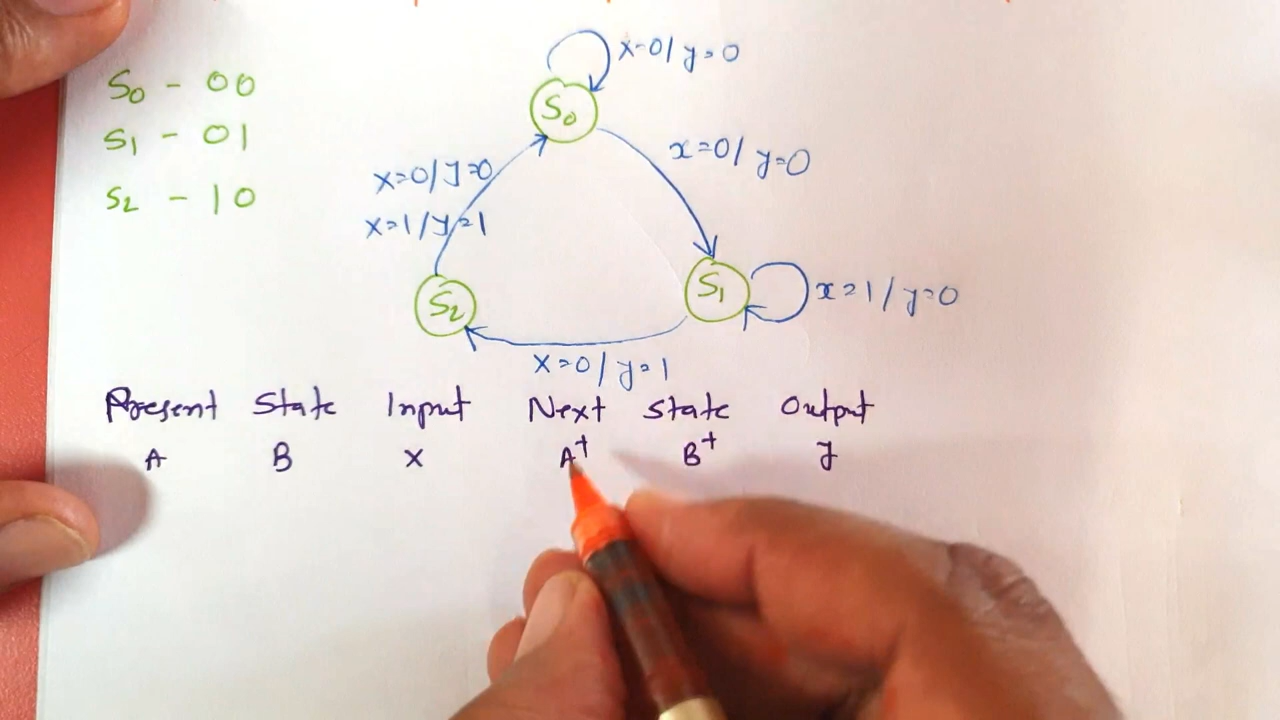 x=0/y=0
S0 - 00
S0
S1 - 01
x=0/y=0
x=0/y=0
S2 - 10
x=1/y=1
S1
x=1/y=0
S2
x=0/y=1
Present State Input Next State Output
A B x A+ B+ y